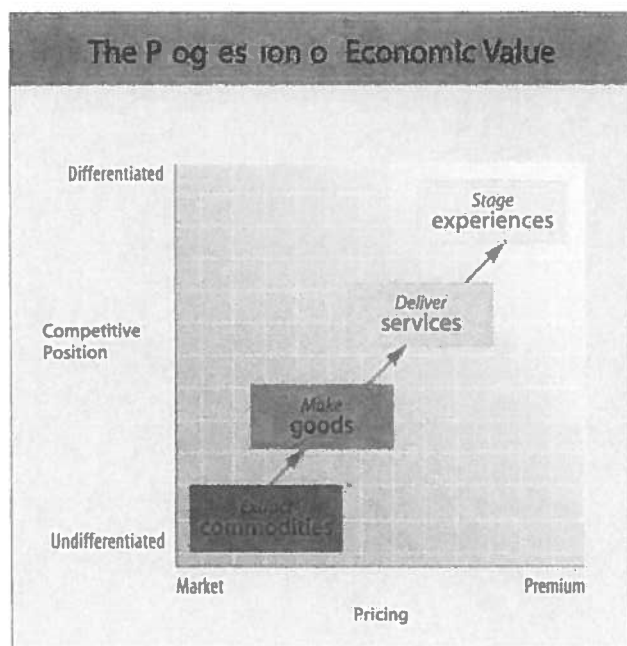 The P og es ion o Economic Value
Differentiated
Stage
experiences
Deliver
services
Competitive
Position
Make
goods
Extract
commodities
Undifferentiated
Market
Premium
Pricing